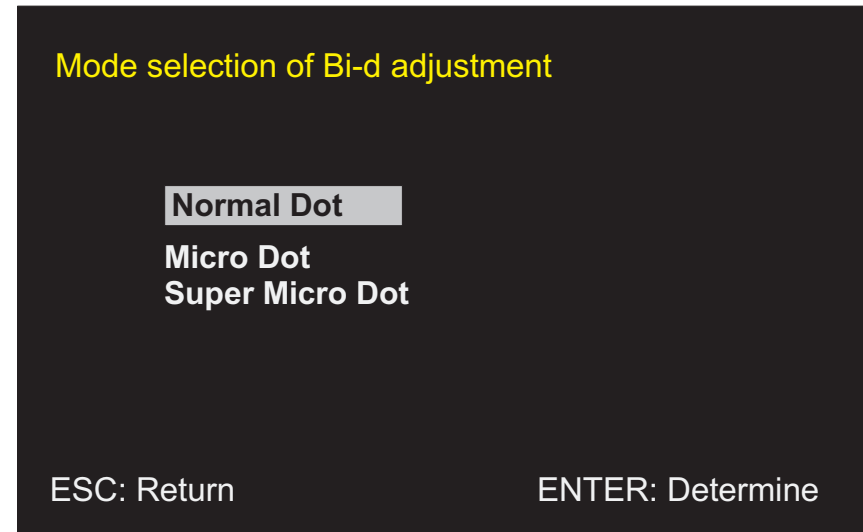 Mode selection of Bi-d adjustment
Normal Dot
Micro Dot
Super Micro Dot
ESC: Return ENTER: Determine